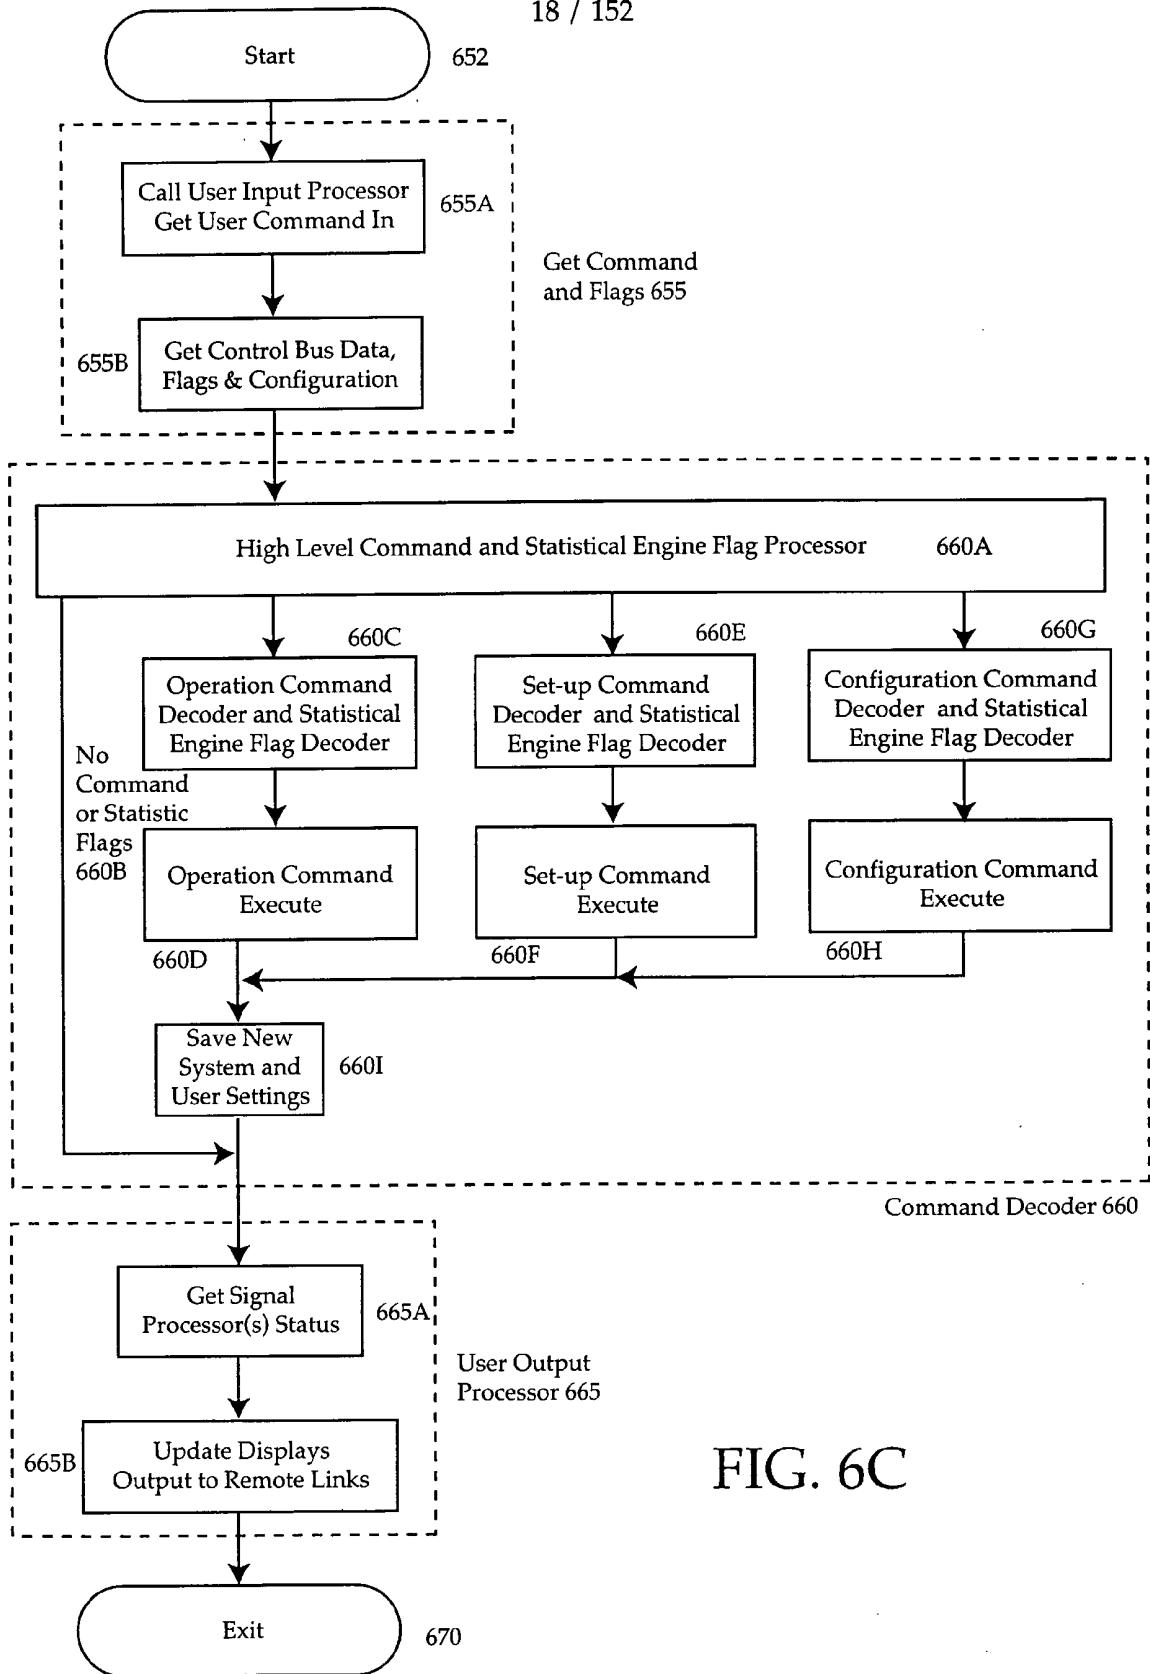 18 / 152
Start
652
Call User Input Processor
Get User Command In
655A
Get Command
and Flags 655
655B
Get Control Bus Data,
Flags & Configuration
High Level Command and Statistical Engine Flag Processor 660A
660C
660E
660G
Operation Command
Decoder and Statistical
Engine Flag Decoder
Set-up Command
Decoder and Statistical
Engine Flag Decoder
Configuration Command
Decoder and Statistical
Engine Flag Decoder
No
Command
or Statistic
Flags
660B
Operation Command
Execute
Set-up Command
Execute
Configuration Command
Execute
660D
660F
660H
Save New
System and
User Settings
660I
Command Decoder 660
Get Signal
Processor(s) Status
665A
User Output
Processor 665
665B
Update Displays
Output to Remote Links
FIG. 6C
Exit
670